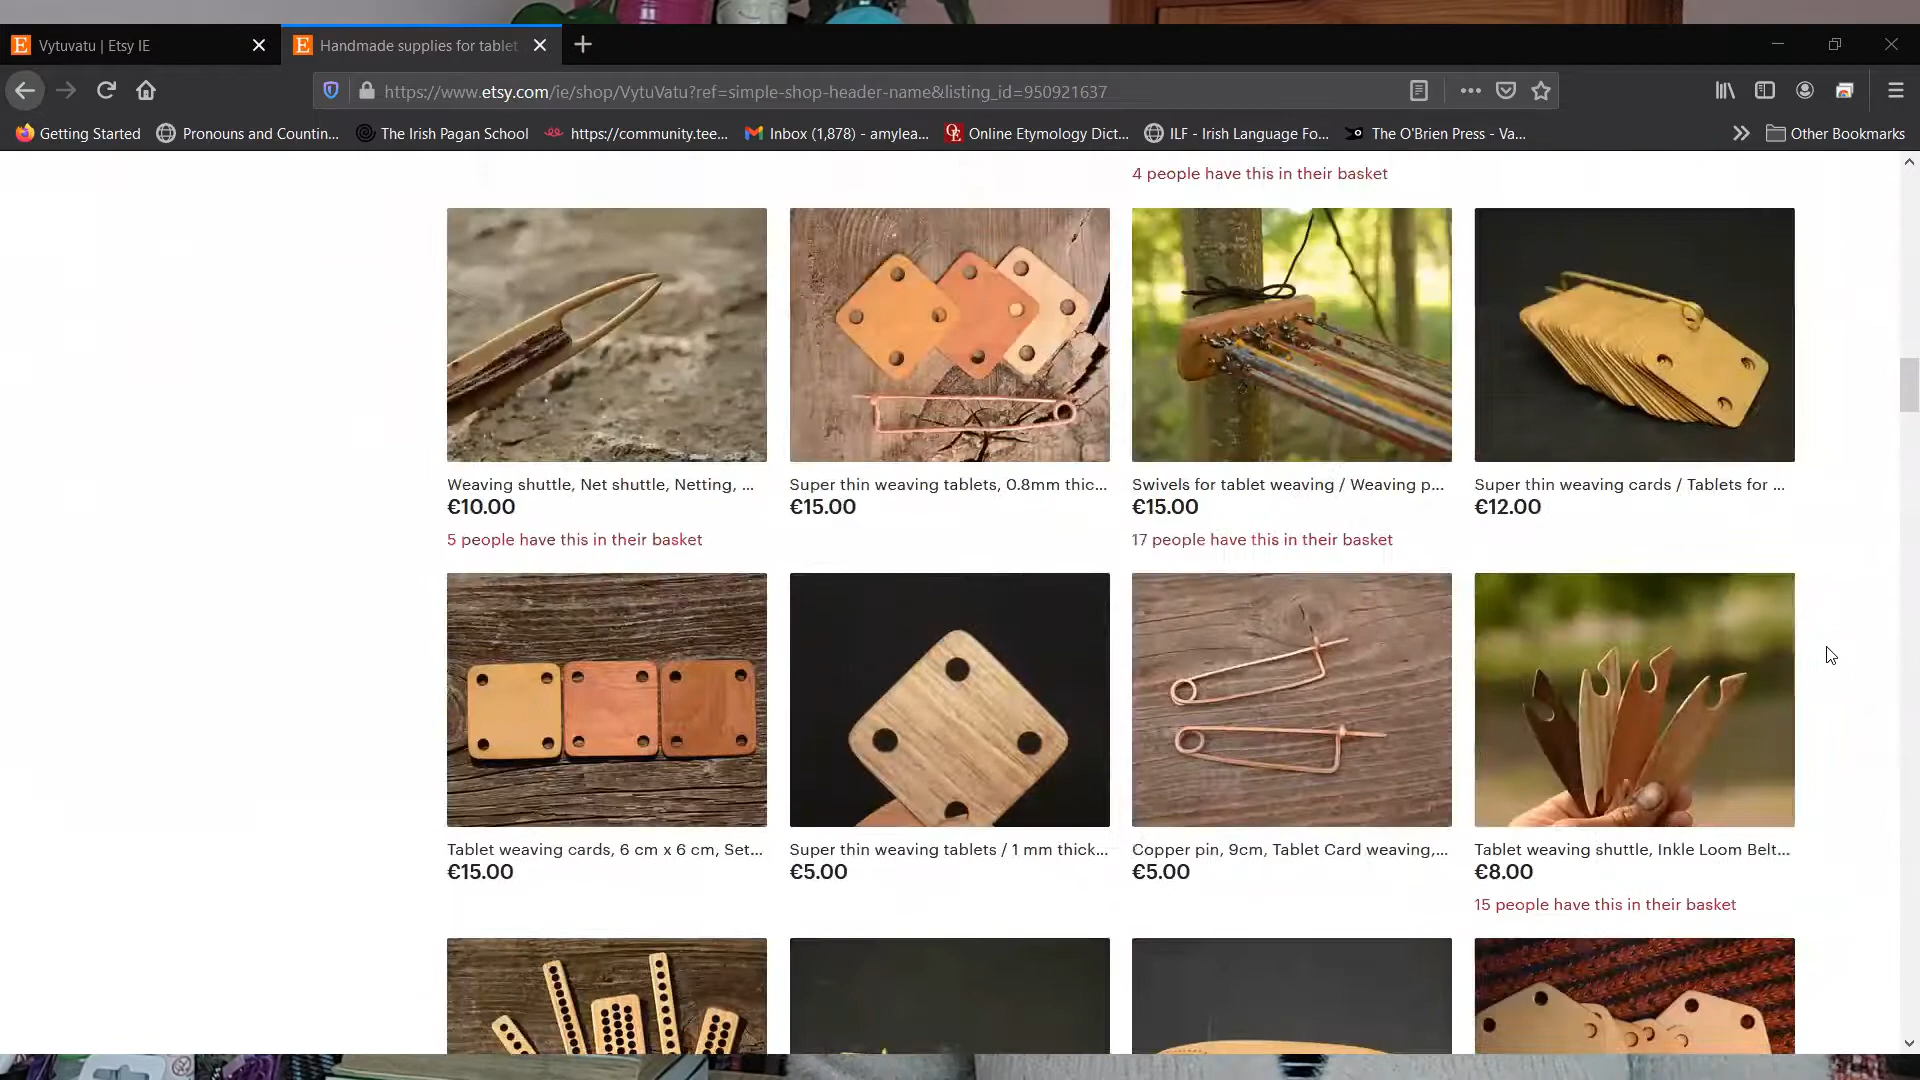 Vytuvatu | Etsy IE
Handmade supplies for tablet
https://www.etsy.com/ie/shop/VytuVatu?ref=simple-shop-header-name&listing_id=950921637
Getting Started
Pronouns and Countin...
The Irish Pagan School
https://community.tee...
Inbox (1,878) - amylea...
Online Etymology Dict...
ILF - Irish Language Fo...
The O'Brien Press - Va...
Other Bookmarks
4 people have this in their basket
Weaving shuttle, Net shuttle, Netting, ...
€10.00
5 people have this in their basket
Super thin weaving tablets, 0.8mm thic...
€15.00
Swivels for tablet weaving / Weaving p...
€15.00
17 people have this in their basket
Super thin weaving cards / Tablets for ...
€12.00
Tablet weaving cards, 6 cm x 6 cm, Set...
€15.00
Super thin weaving tablets / 1 mm thick...
€5.00
Copper pin, 9cm, Tablet Card weaving,...
€5.00
Tablet weaving shuttle, Inkle Loom Belt...
€8.00
15 people have this in their basket